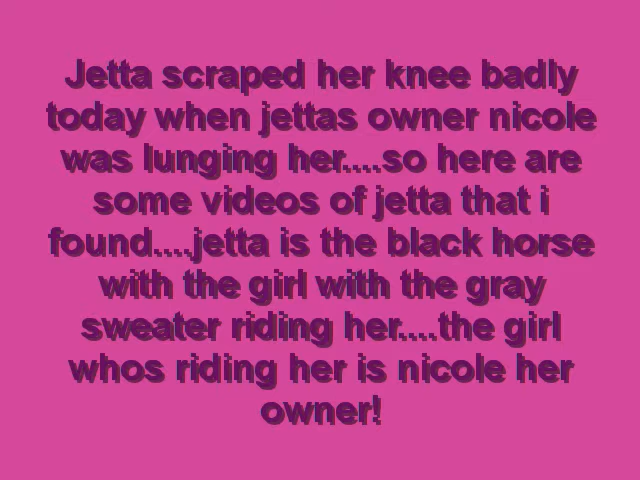 Jetta scraped her knee badly
today when jettas owner nicole
was lunging her....so here are
some videos of jetta that i
found....jetta is the black horse
with the girl with the gray
sweater riding her....the girl
whos riding her is nicole her
owner!